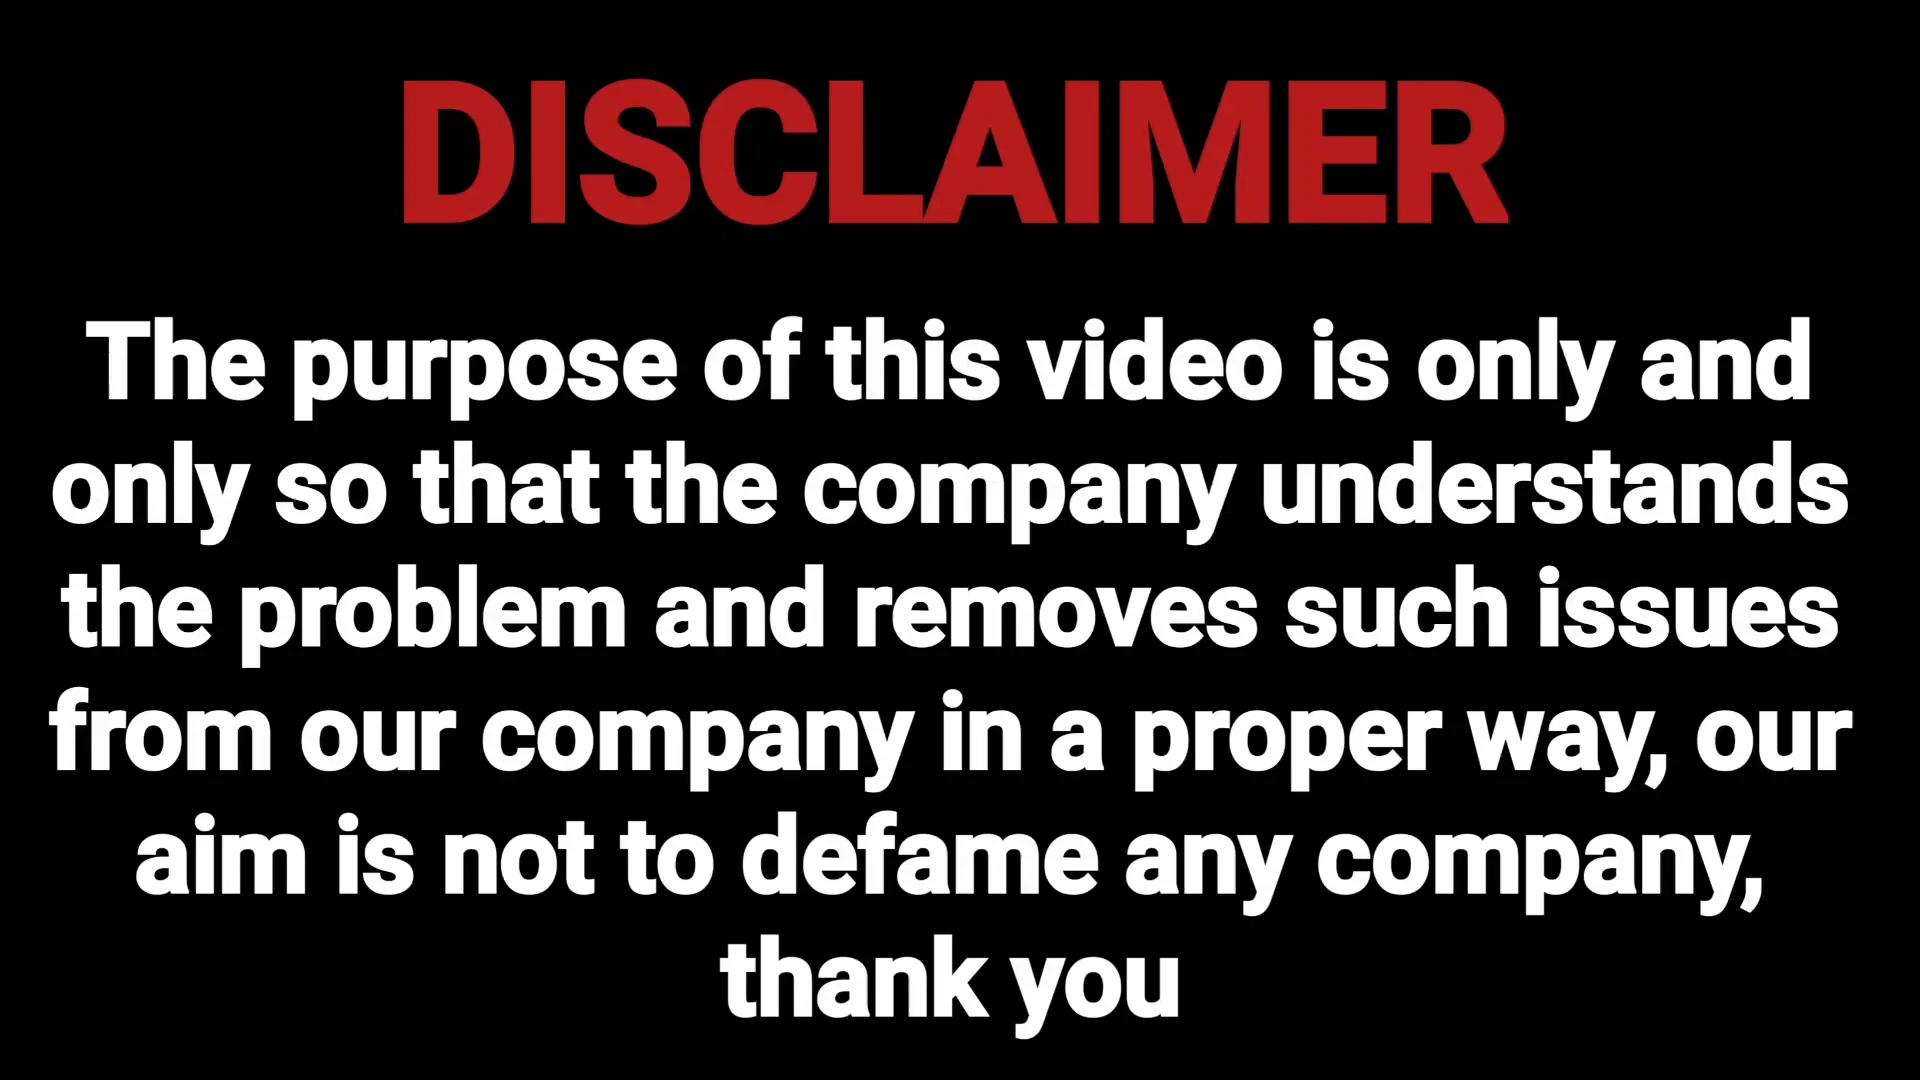 DISCLAIMER
The purpose of this video is only and
only so that the company understands
the problem and removes such issues
from our company in a proper way, our
aim is not to defame any company,
thank you